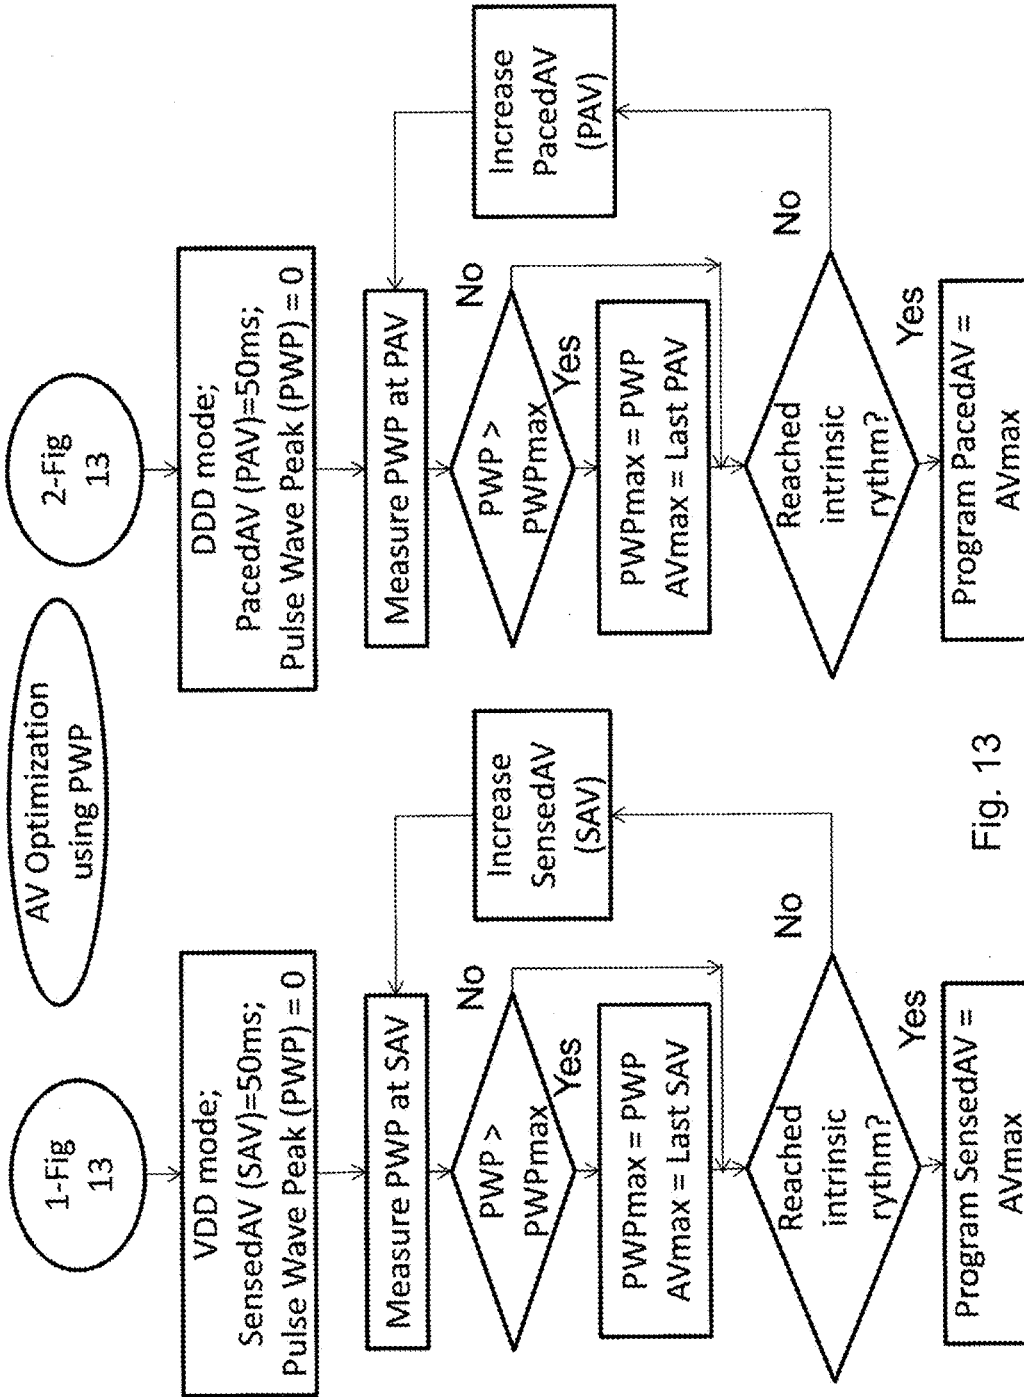 AV Optimization
using PWP
1-Fig
13
VDD mode;
SensedAV (SAV)=50ms;
Pulse Wave Peak (PWP) = 0
Measure PWP at SAV
PWP >
PWPmax
No
Yes
PWPmax = PWP
AVmax = Last SAV
Increase
SensedAV
(SAV)
Reached
intrinsic
rythm?
No
Yes
Program SensedAV =
AVmax
2-Fig
13
DDD mode;
PacedAV (PAV)=50ms;
Pulse Wave Peak (PWP) = 0
Measure PWP at PAV
PWP >
PWPmax
No
Yes
PWPmax = PWP
AVmax = Last PAV
Increase
PacedAV
(PAV)
Reached
intrinsic
rythm?
No
Yes
Program PacedAV =
AVmax
Fig. 13